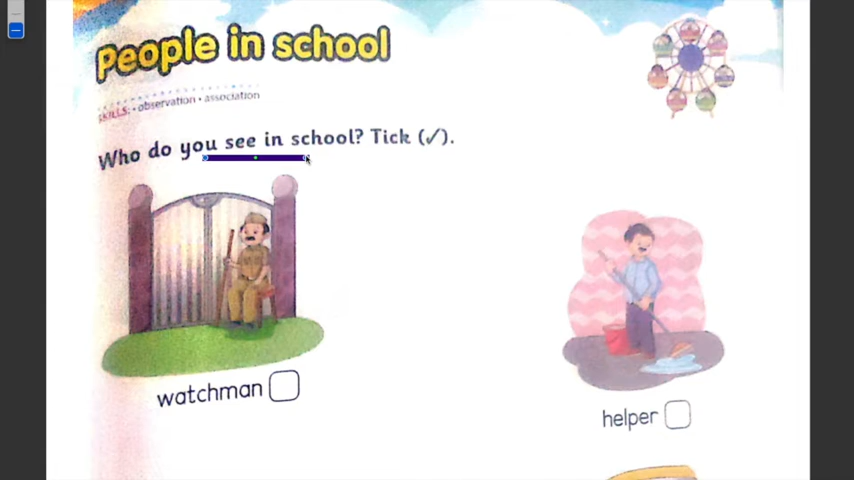 People in school
SKILLS: • observation • association
Who do you see in school? Tick (✓).
watchman
helper